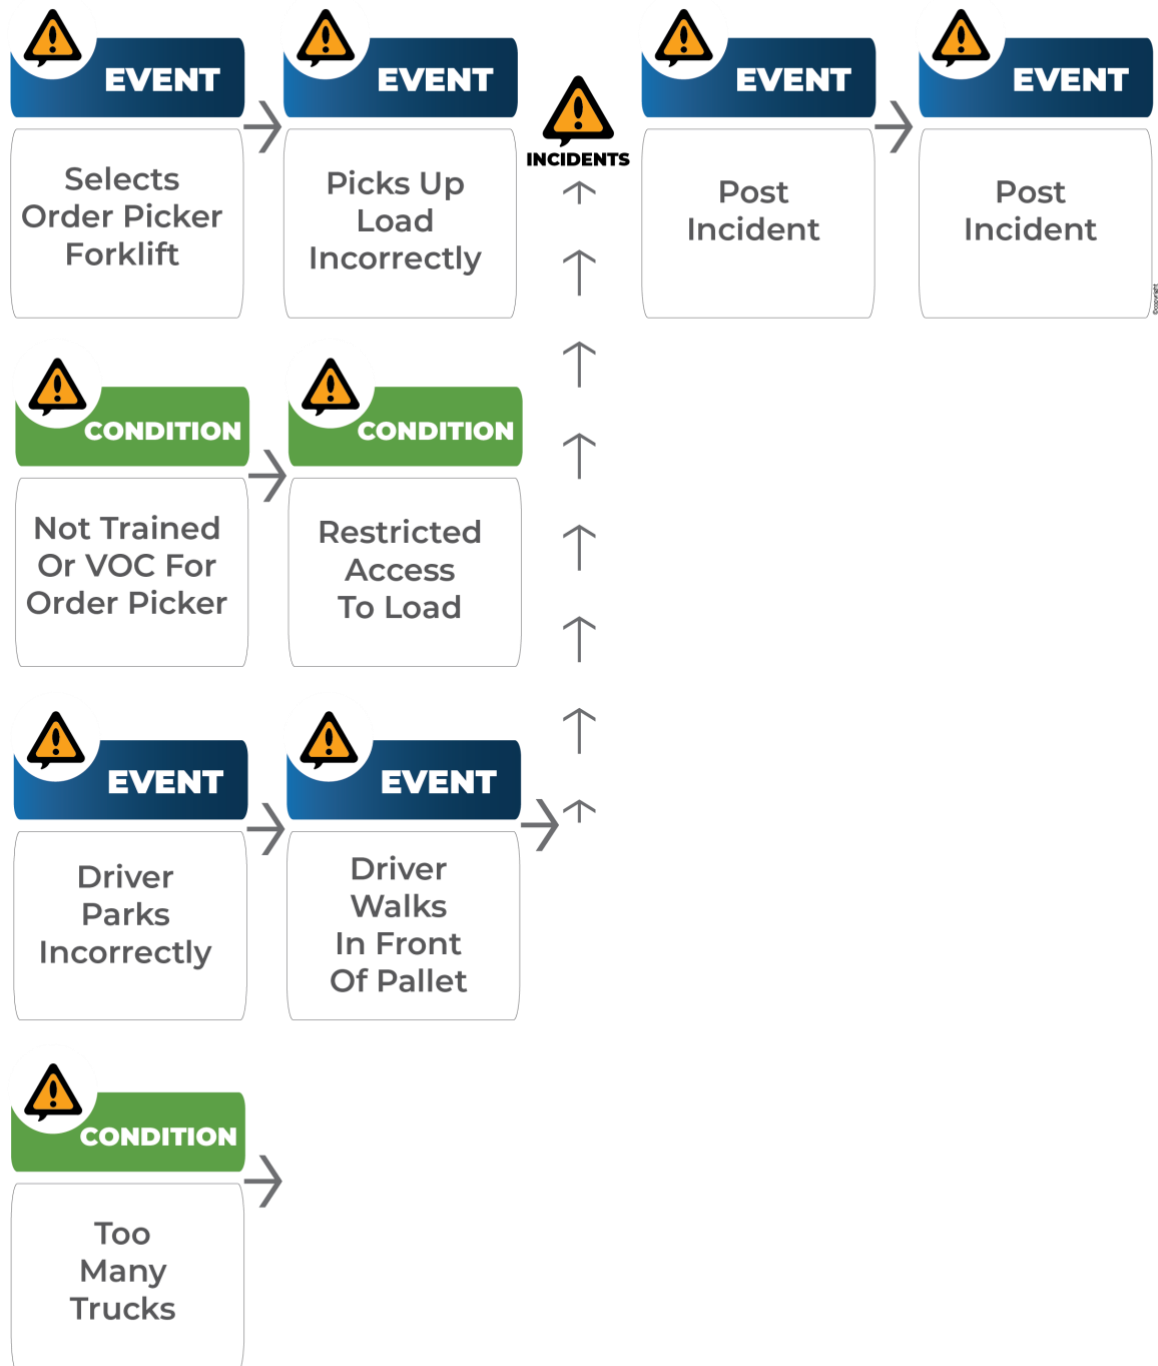 EVENT
Selects
Order Picker
Forklift
EVENT
Picks Up
Load
Incorrectly
INCIDENTS
EVENT
Post
Incident
EVENT
Post
Incident
©copyright
CONDITION
Not Trained
Or VOC For
Order Picker
CONDITION
Restricted
Access
To Load
EVENT
Driver
Parks
Incorrectly
EVENT
Driver
Walks
In Front
Of Pallet
CONDITION
Too
Many
Trucks